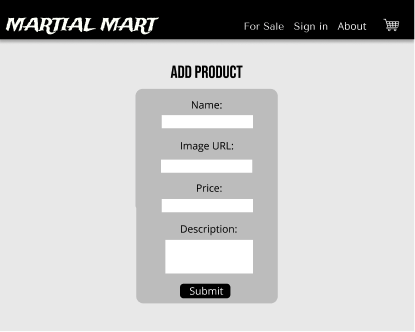 MARTIAL MART For Sale Sign in About
ADD PRODUCT
Name:
Image URL:
Price:
Description:
Submit